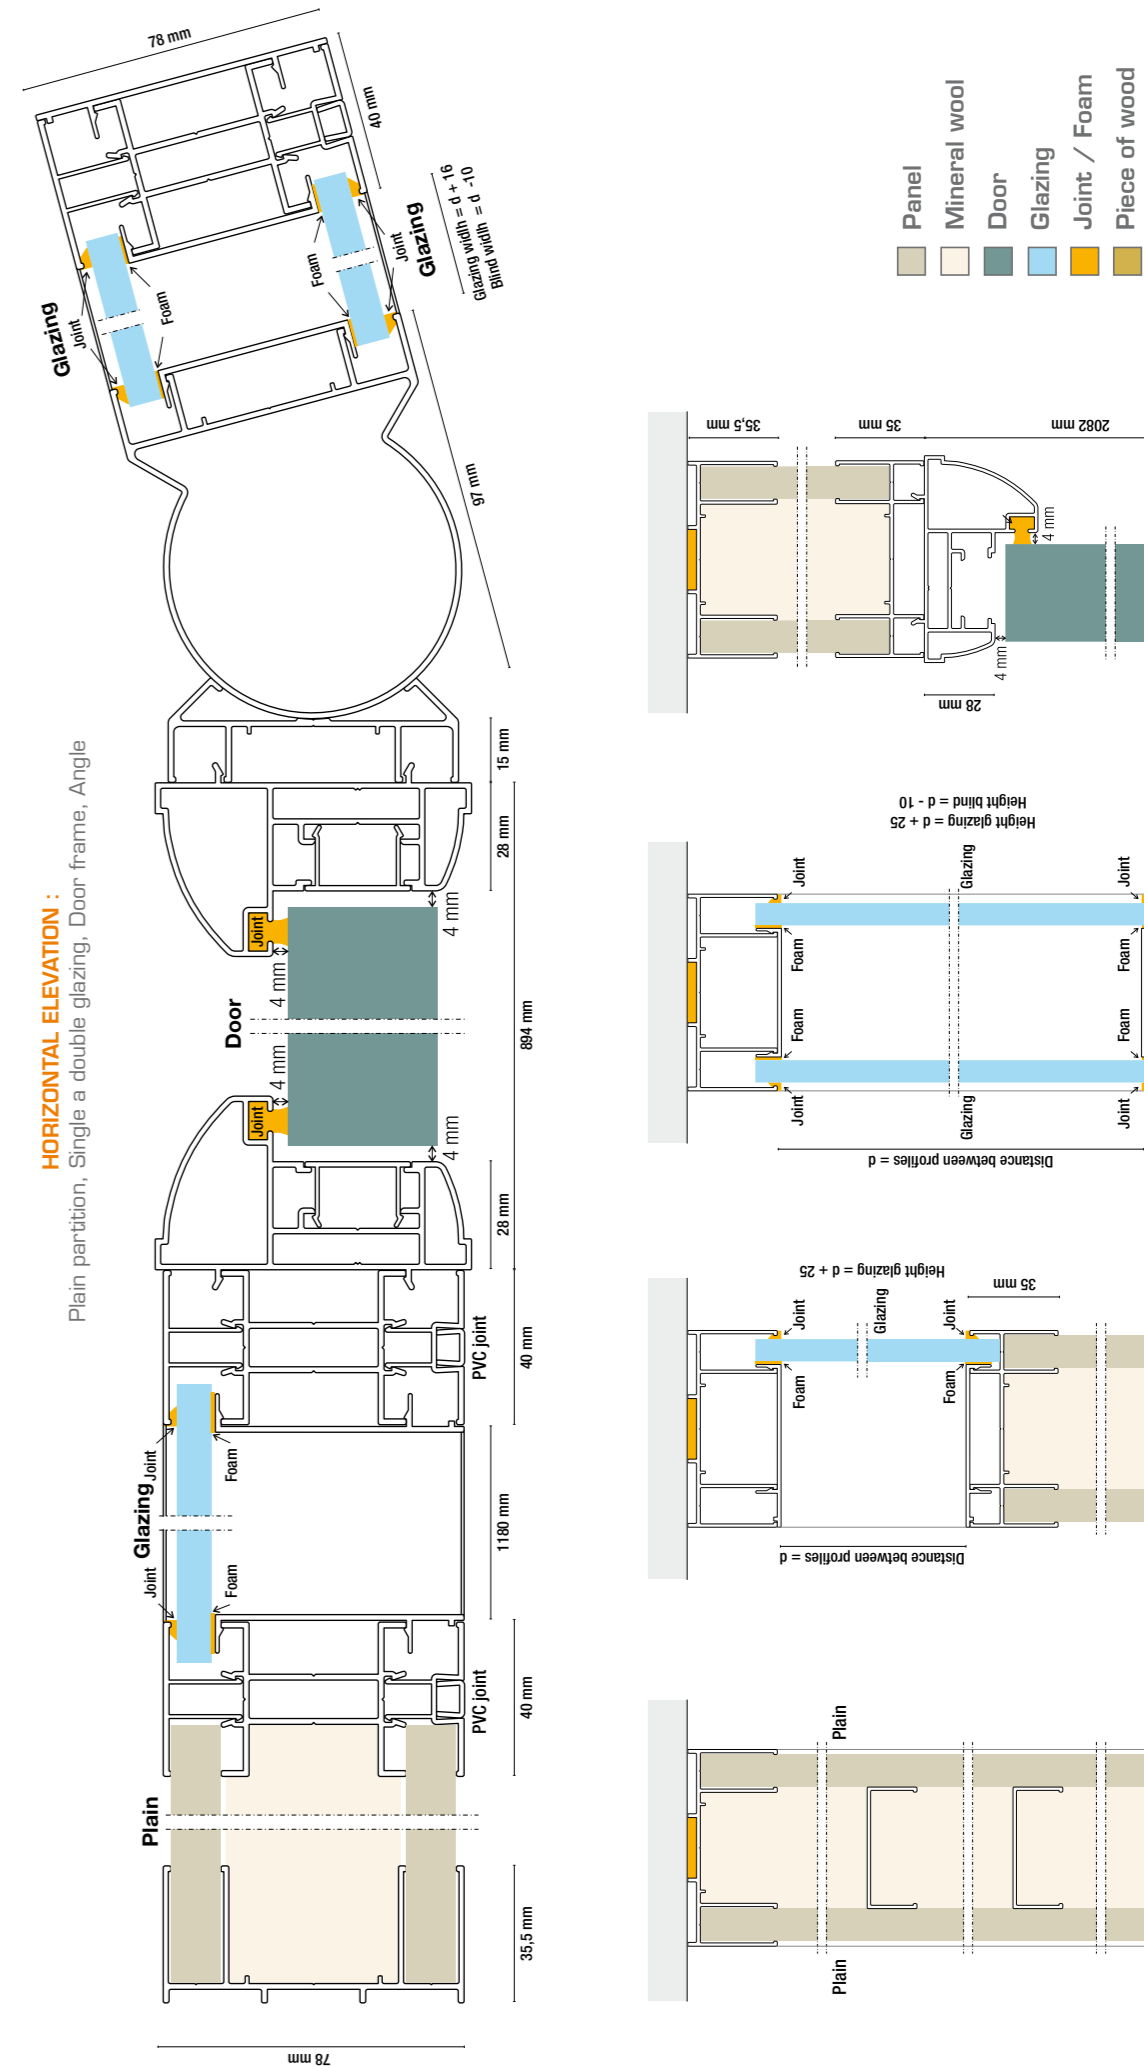 HORIZONTAL ELEVATION :
Plain partition, Single a double glazing, Door frame, Angle
78 mm
35,5 mm
Plain
40 mm
PVC joint
Glazing
Joint
Foam
Joint
Foam
1180 mm
PVC joint
40 mm
28 mm
4 mm
4 mm
Joint
Door
894 mm
Joint
4 mm
4 mm
28 mm
15 mm
97 mm
Glazing
Joint
Foam
Foam
Joint
Glazing
Glazing width = d + 16
Blind width = d -10
40 mm
78 mm
Plain
Plain
Distance between profiles = d
Foam
Joint
Glazing
Height glazing = d + 25
Foam
Joint
35 mm
Distance between profiles = d
Joint
Foam
Foam
Joint
Glazing
Glazing
Height glazing = d + 25
Height blind = d - 10
Joint
Foam
Foam
Joint
35,5 mm
35 mm
2082 mm
28 mm
4 mm
4 mm
Panel
Mineral wool
Door
Glazing
Joint / Foam
Piece of wood